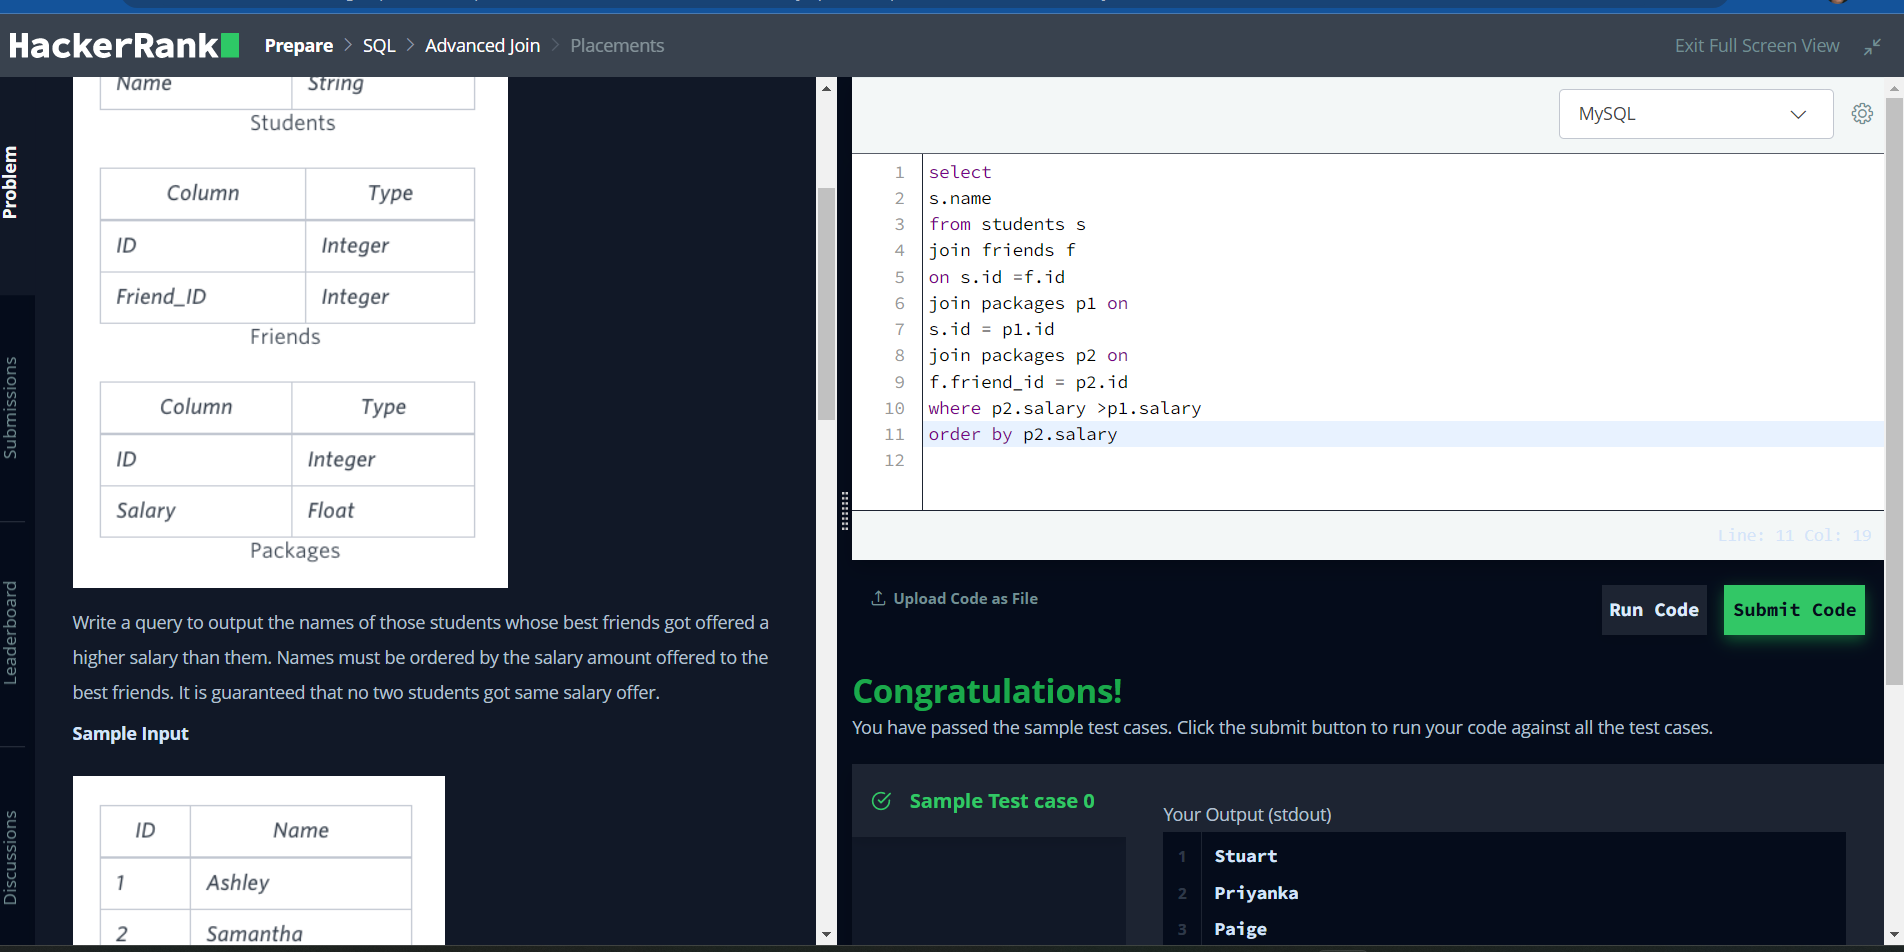 HackerRank
Prepare > SQL > Advanced Join > Placements
Exit Full Screen View
Problem
Submissions
Leaderboard
Discussions
Name String
Students
Column Type
ID Integer
Friend_ID Integer
Friends
Column Type
ID Integer
Salary Float
Packages
Write a query to output the names of those students whose best friends got offered a
higher salary than them. Names must be ordered by the salary amount offered to the
best friends. It is guaranteed that no two students got same salary offer.
Sample Input
ID Name
1 Ashley
2 Samantha
MySQL
1 select
2 s.name
3 from students s
4 join friends f
5 on s.id =f.id
6 join packages p1 on
7 s.id = p1.id
8 join packages p2 on
9 f.friend_id = p2.id
10 where p2.salary >p1.salary
11 order by p2.salary
12
Line: 11 Col: 19
Upload Code as File
Run Code
Submit Code
Congratulations!
You have passed the sample test cases. Click the submit button to run your code against all the test cases.
Sample Test case 0
Your Output (stdout)
1 Stuart
2 Priyanka
3 Paige